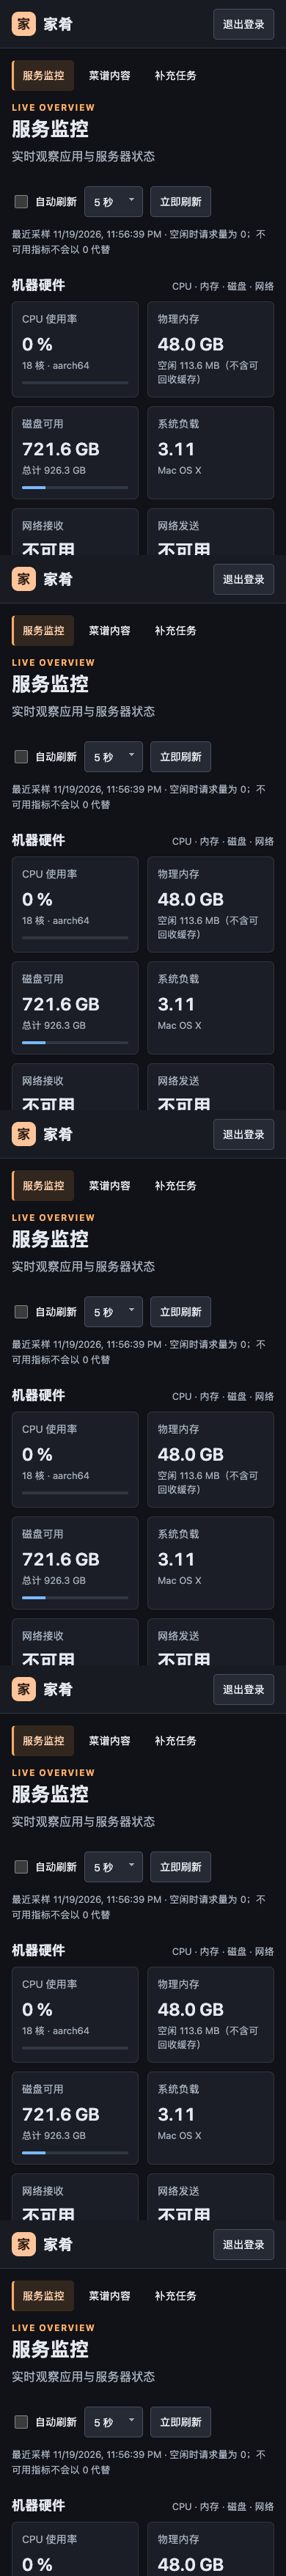 家 家肴 退出登录
服务监控 菜谱内容 补充任务
LIVE OVERVIEW
服务监控
实时观察应用与服务器状态
自动刷新 5 秒 立即刷新
最近采样 11/19/2026, 11:56:39 PM · 空闲时请求量为 0；不
可用指标不会以 0 代替
机器硬件 CPU · 内存 · 磁盘 · 网络
CPU 使用率 物理内存
0 % 48.0 GB
18 核 · aarch64 空闲 113.6 MB（不含可
回收缓存）
磁盘可用 系统负载
721.6 GB 3.11
总计 926.3 GB Mac OS X
网络接收 网络发送
不可用 不可用
家 家肴 退出登录
服务监控 菜谱内容 补充任务
LIVE OVERVIEW
服务监控
实时观察应用与服务器状态
自动刷新 5 秒 立即刷新
最近采样 11/19/2026, 11:56:39 PM · 空闲时请求量为 0；不
可用指标不会以 0 代替
机器硬件 CPU · 内存 · 磁盘 · 网络
CPU 使用率 物理内存
0 % 48.0 GB
18 核 · aarch64 空闲 113.6 MB（不含可
回收缓存）
磁盘可用 系统负载
721.6 GB 3.11
总计 926.3 GB Mac OS X
网络接收 网络发送
不可用 不可用
家 家肴 退出登录
服务监控 菜谱内容 补充任务
LIVE OVERVIEW
服务监控
实时观察应用与服务器状态
自动刷新 5 秒 立即刷新
最近采样 11/19/2026, 11:56:39 PM · 空闲时请求量为 0；不
可用指标不会以 0 代替
机器硬件 CPU · 内存 · 磁盘 · 网络
CPU 使用率 物理内存
0 % 48.0 GB
18 核 · aarch64 空闲 113.6 MB（不含可
回收缓存）
磁盘可用 系统负载
721.6 GB 3.11
总计 926.3 GB Mac OS X
网络接收 网络发送
不可用 不可用
家 家肴 退出登录
服务监控 菜谱内容 补充任务
LIVE OVERVIEW
服务监控
实时观察应用与服务器状态
自动刷新 5 秒 立即刷新
最近采样 11/19/2026, 11:56:39 PM · 空闲时请求量为 0；不
可用指标不会以 0 代替
机器硬件 CPU · 内存 · 磁盘 · 网络
CPU 使用率 物理内存
0 % 48.0 GB
18 核 · aarch64 空闲 113.6 MB（不含可
回收缓存）
磁盘可用 系统负载
721.6 GB 3.11
总计 926.3 GB Mac OS X
网络接收 网络发送
不可用 不可用
家 家肴 退出登录
服务监控 菜谱内容 补充任务
LIVE OVERVIEW
服务监控
实时观察应用与服务器状态
自动刷新 5 秒 立即刷新
最近采样 11/19/2026, 11:56:39 PM · 空闲时请求量为 0；不
可用指标不会以 0 代替
机器硬件 CPU · 内存 · 磁盘 · 网络
CPU 使用率 物理内存
0 % 48.0 GB